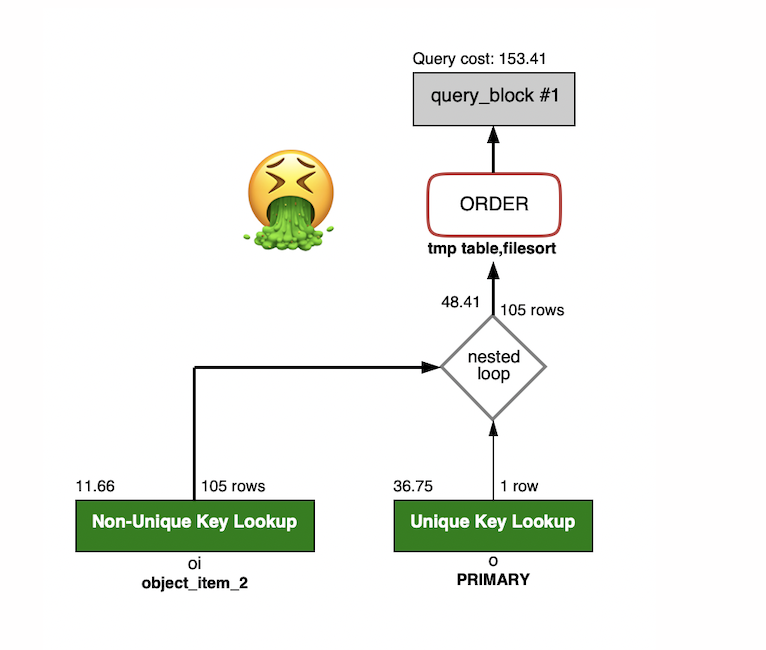 Query cost: 153.41
query_block #1
ORDER
tmp table,filesort
48.41
105 rows
nested
loop
11.66
105 rows
36.75
1 row
Non-Unique Key Lookup
Unique Key Lookup
oi
o
object_item_2
PRIMARY